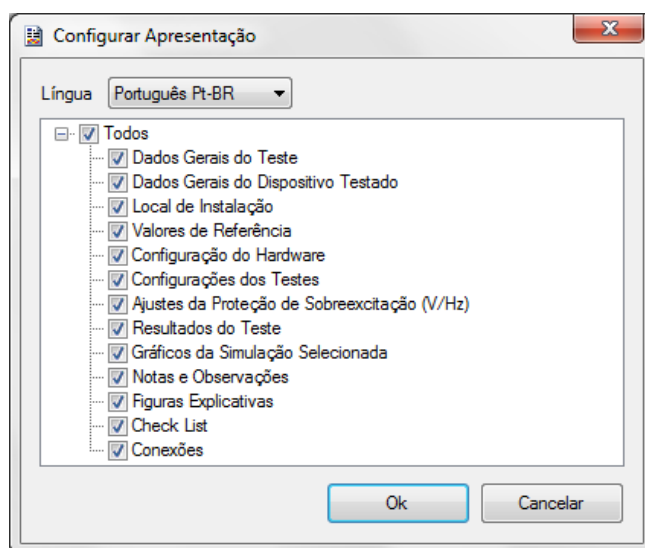 Configurar Apresentação
Língua Português Pt-BR
Todos
Dados Gerais do Teste
Dados Gerais do Dispositivo Testado
Local de Instalação
Valores de Referência
Configuração do Hardware
Configurações dos Testes
Ajustes da Proteção de Sobreexcitação (V/Hz)
Resultados do Teste
Gráficos da Simulação Selecionada
Notas e Observações
Figuras Explicativas
Check List
Conexões
Ok Cancelar